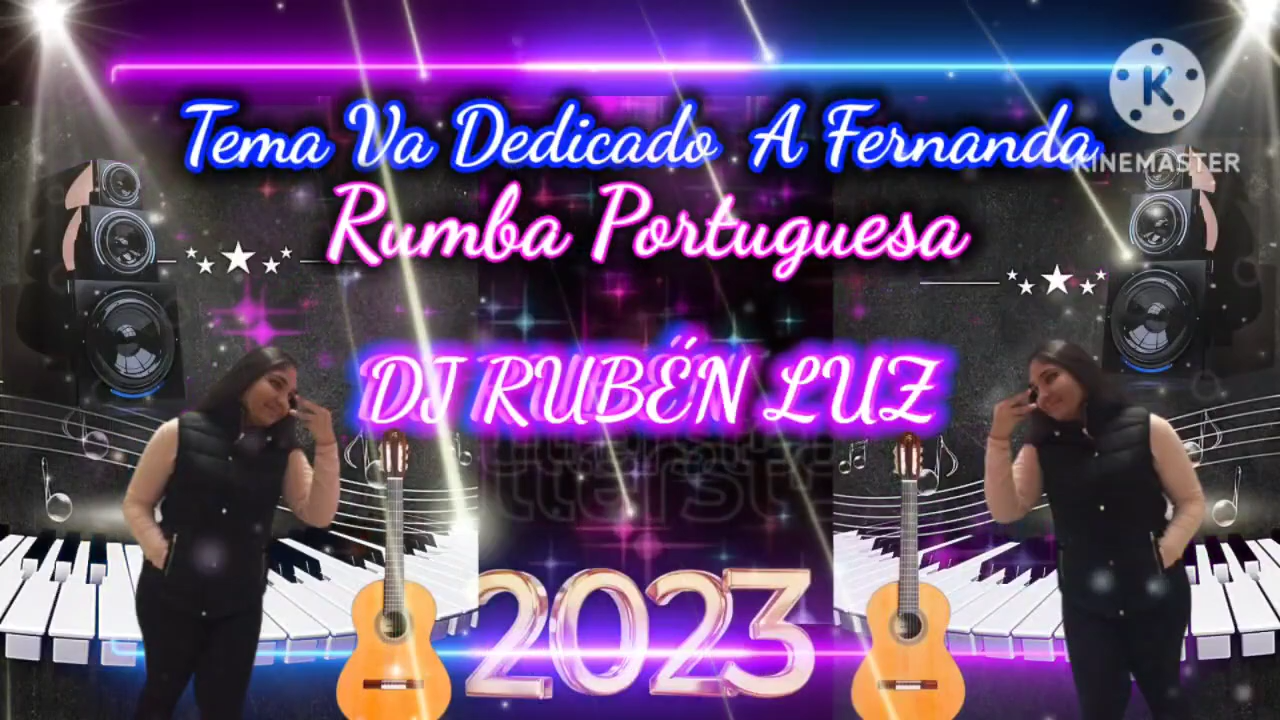 Tema Va Dedicado A Fernanda
KINEMASTER
Rumba Portuguesa
DJ RUBÉN LUZ
2023